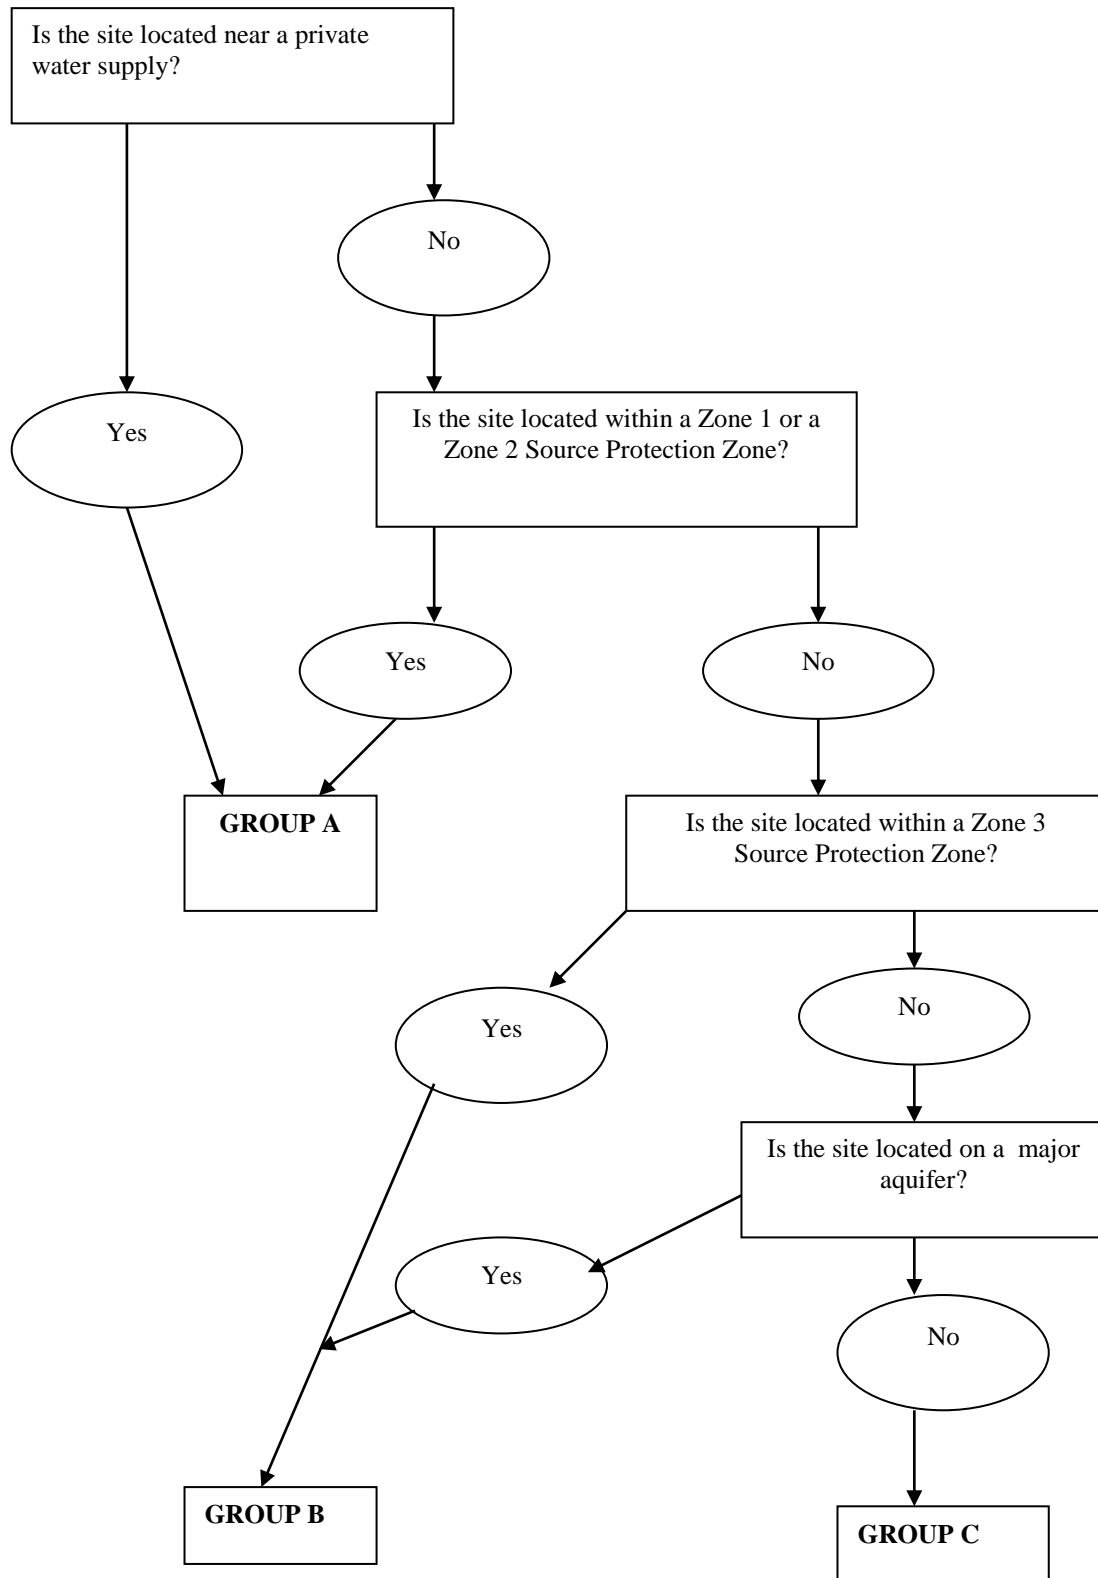 Is the site located near a private
water supply?
No
Yes
Is the site located within a Zone 1 or a
Zone 2 Source Protection Zone?
Yes
No
GROUP A
Is the site located within a Zone 3
Source Protection Zone?
Yes
No
Is the site located on a  major
aquifer?
Yes
No
GROUP B
GROUP C